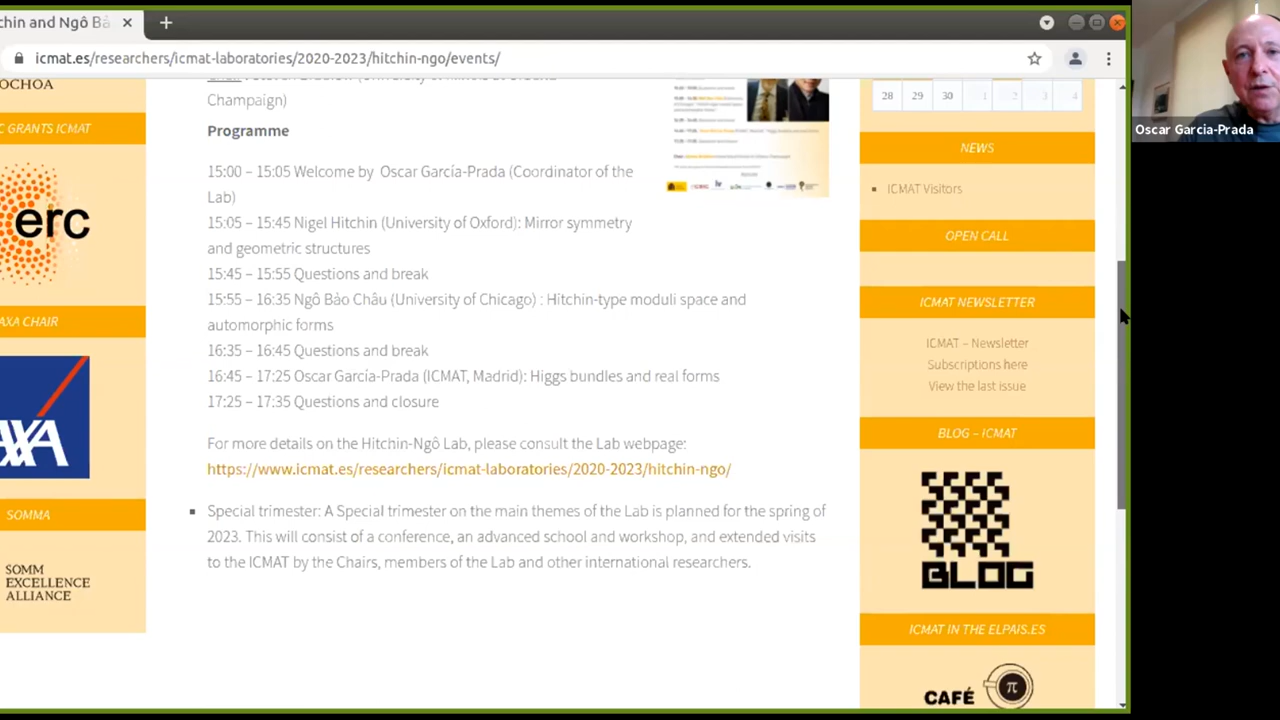 chin and Ngô Bả
icmat.es/researchers/icmat-laboratories/2020-2023/hitchin-ngo/events/
OCHOA
C GRANTS ICMAT
erc
AXA CHAIR
AXA
SOMMA
SOMM
EXCELLENCE
ALLIANCE
Champaign)
Programme
15:00 – 15:05 Welcome by Oscar García-Prada (Coordinator of the
Lab)
15:05 – 15:45 Nigel Hitchin (University of Oxford): Mirror symmetry
and geometric structures
15:45 – 15:55 Questions and break
15:55 – 16:35 Ngô Bảo Châu (University of Chicago) : Hitchin-type moduli space and
automorphic forms
16:35 – 16:45 Questions and break
16:45 – 17:25 Oscar García-Prada (ICMAT, Madrid): Higgs bundles and real forms
17:25 – 17:35 Questions and closure
For more details on the Hitchin-Ngô Lab, please consult the Lab webpage:
https://www.icmat.es/researchers/icmat-laboratories/2020-2023/hitchin-ngo/
Special trimester: A Special trimester on the main themes of the Lab is planned for the spring of
2023. This will consist of a conference, an advanced school and workshop, and extended visits
to the ICMAT by the Chairs, members of the Lab and other international researchers.
28 29 30 1 2 3 4
NEWS
ICMAT Visitors
OPEN CALL
ICMAT NEWSLETTER
ICMAT – Newsletter
Subscriptions here
View the last issue
BLOG – ICMAT
BLOG
ICMAT IN THE ELPAIS.ES
CAFÉ π
Oscar Garcia-Prada